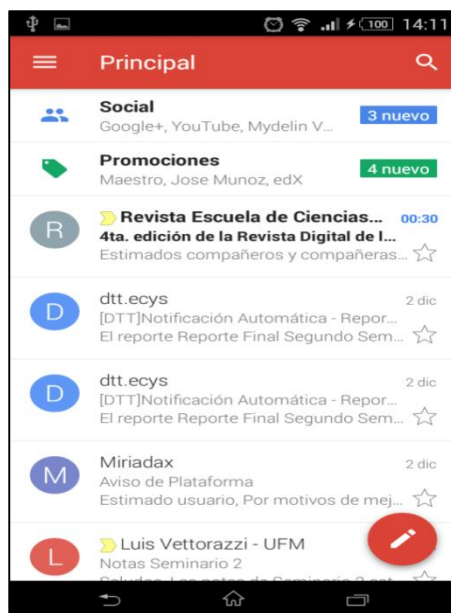 100 14:11
Principal
Social
3 nuevo
Google+, YouTube, Mydelin V...
Promociones
4 nuevo
Maestro, Jose Munoz, edX
R
Revista Escuela de Ciencias...
00:30
4ta. edición de la Revista Digital de l...
Estimados compañeros y compañeras...
D
dtt.ecys
2 dic
[DTT]Notificación Automática - Repor...
El reporte Reporte Final Segundo Sem...
D
dtt.ecys
2 dic
[DTT]Notificación Automática - Repor...
El reporte Reporte Final Segundo Sem...
M
Miriadax
2 dic
Aviso de Plataforma
Estimado usuario, Por motivos de mej...
L
Luis Vettorazzi - UFM
Notas Seminario 2